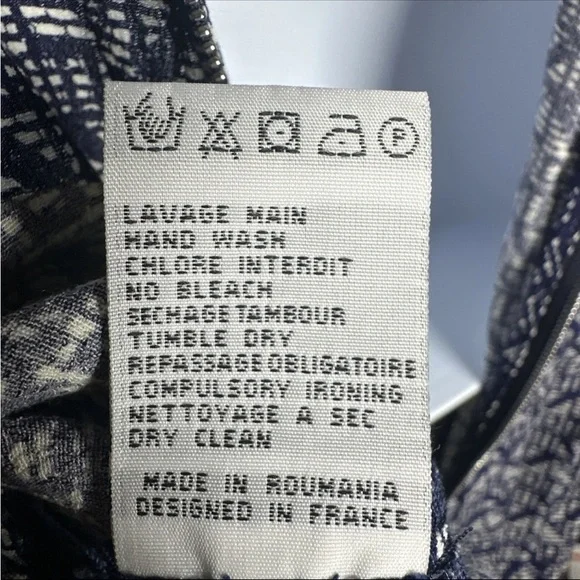 P
LAVAGE MAIN
HAND WASH
CHLORE INTERDIT
NO BLEACH
SECHAGE TAMBOUR
TUMBLE DRY
REPASSAGE OBLIGATOIRE
COMPULSORY IRONING
NETTOYAGE A SEC
DRY CLEAN
MADE IN ROUMANIA
DESIGNED IN FRANCE